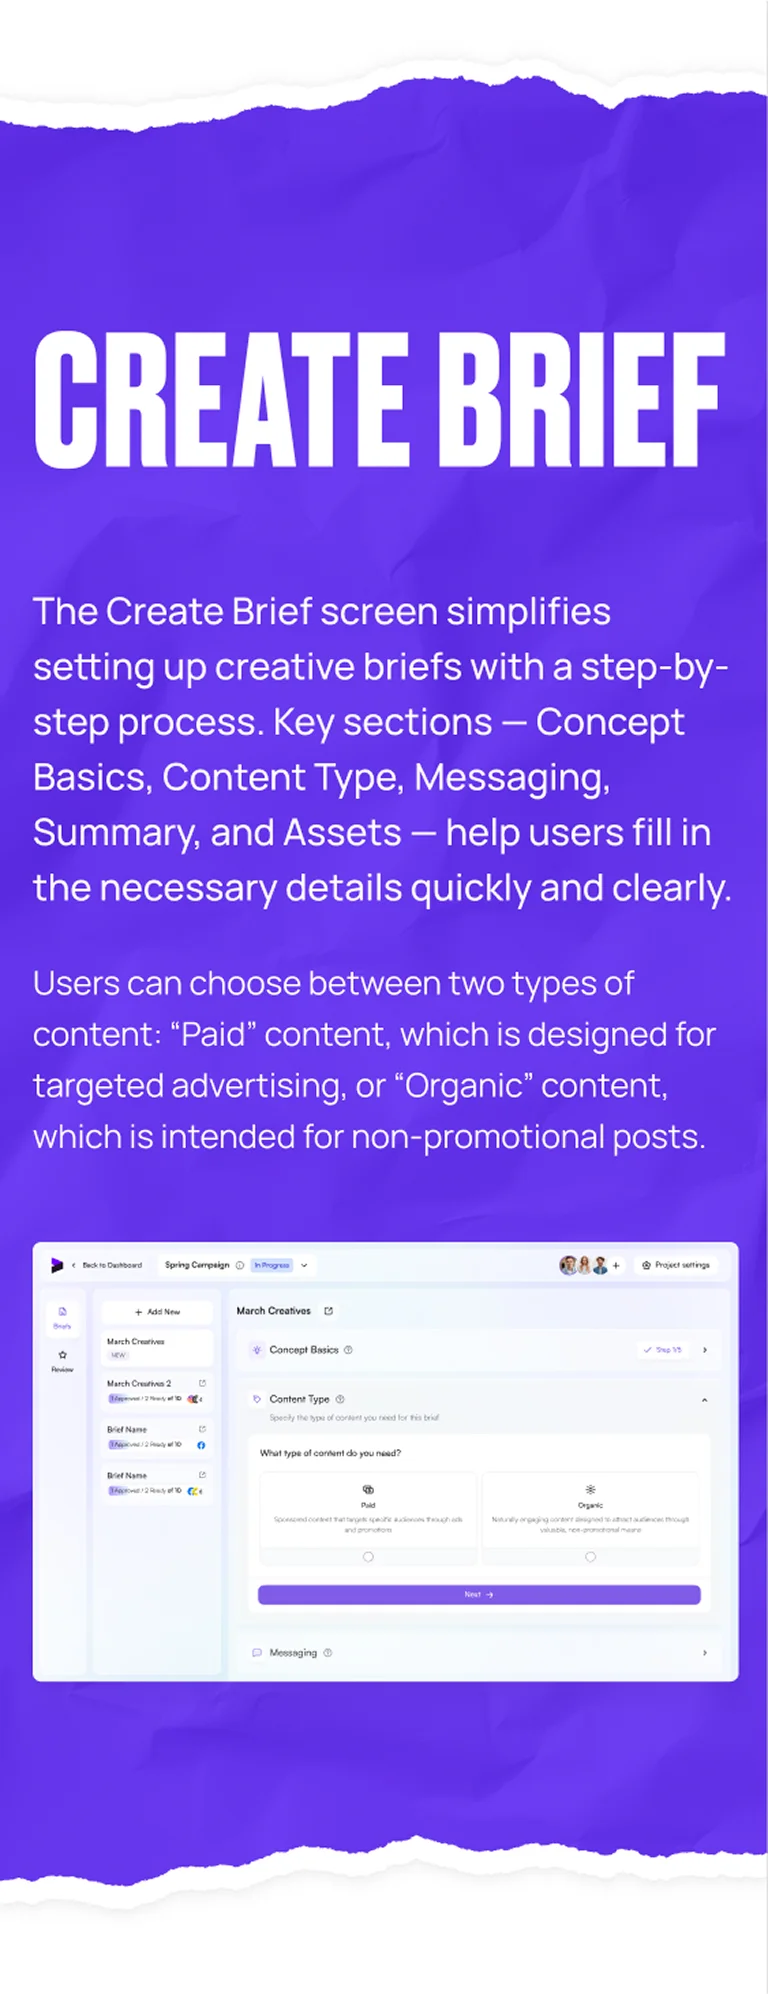 CREATE BRIEF
The Create Brief screen simplifies
setting up creative briefs with a step-by-
step process. Key sections — Concept
Basics, Content Type, Messaging,
Summary, and Assets — help users fill in
the necessary details quickly and clearly.
Users can choose between two types of
content: “Paid” content, which is designed for
targeted advertising, or “Organic” content,
which is intended for non-promotional posts.
Back to Dashboard
Spring Campaign
In Progress
Project settings
Briefs
Review
+ Add New
March Creatives
NEW
March Creatives 2
1 Approved / 2 Ready of 10
Brief Name
1 Approved / 2 Ready of 10
Brief Name
1 Approved / 2 Ready of 10
March Creatives
Concept Basics
Step 1/5
Content Type
Specify the type of content you need for this brief
What type of content do you need?
Paid
Sponsored content that targets specific audiences through ads
and promotions
Organic
Naturally engaging content designed to attract audiences through
valuable, non-promotional means
Next →
Messaging